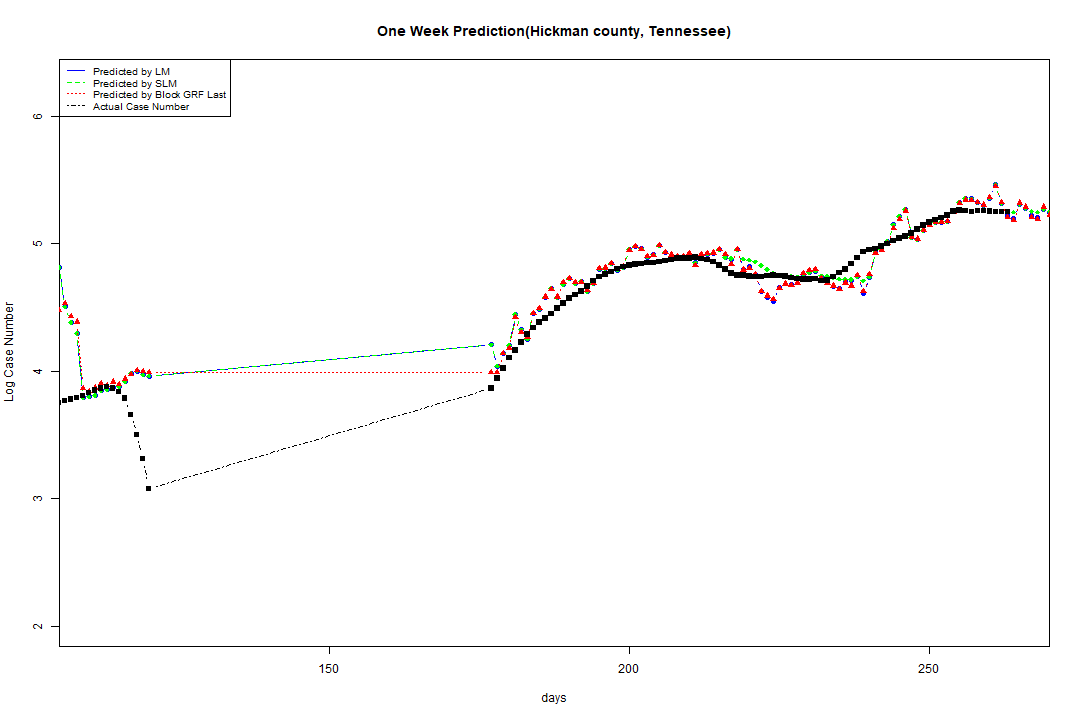 One Week Prediction(Hickman county, Tennessee)
Predicted by LM
Predicted by SLM
Predicted by Block GRF Last
Actual Case Number
6
5
4
3
2
Log Case Number
150
200
250
days